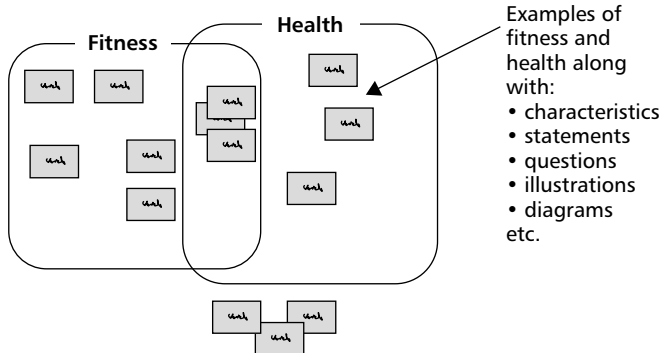 Fitness
Health
Examples of
fitness and
health along
with:
• characteristics
• statements
• questions
• illustrations
• diagrams
etc.